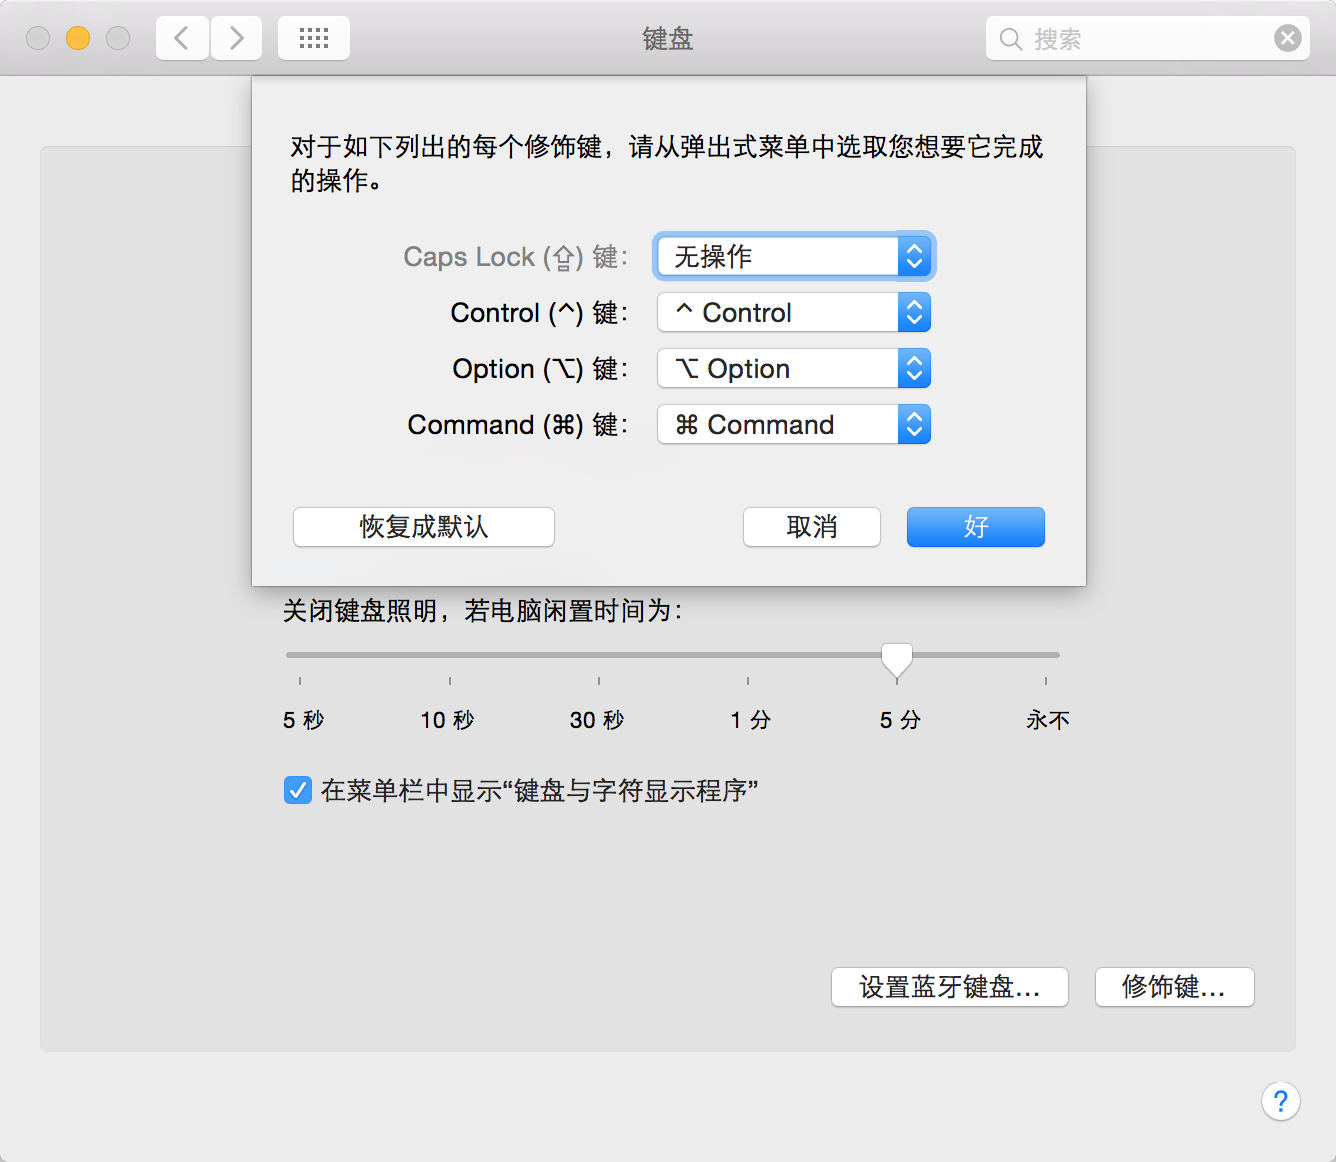 键盘
搜索
对于如下列出的每个修饰键，请从弹出式菜单中选取您想要它完成
的操作。
Caps Lock (⇪) 键： 无操作
Control (^) 键： ^ Control
Option (⌥) 键： ⌥ Option
Command (⌘) 键： ⌘ Command
恢复成默认 取消 好
关闭键盘照明，若电脑闲置时间为：
5 秒 10 秒 30 秒 1 分 5 分 永不
在菜单栏中显示“键盘与字符显示程序”
设置蓝牙键盘... 修饰键...
?